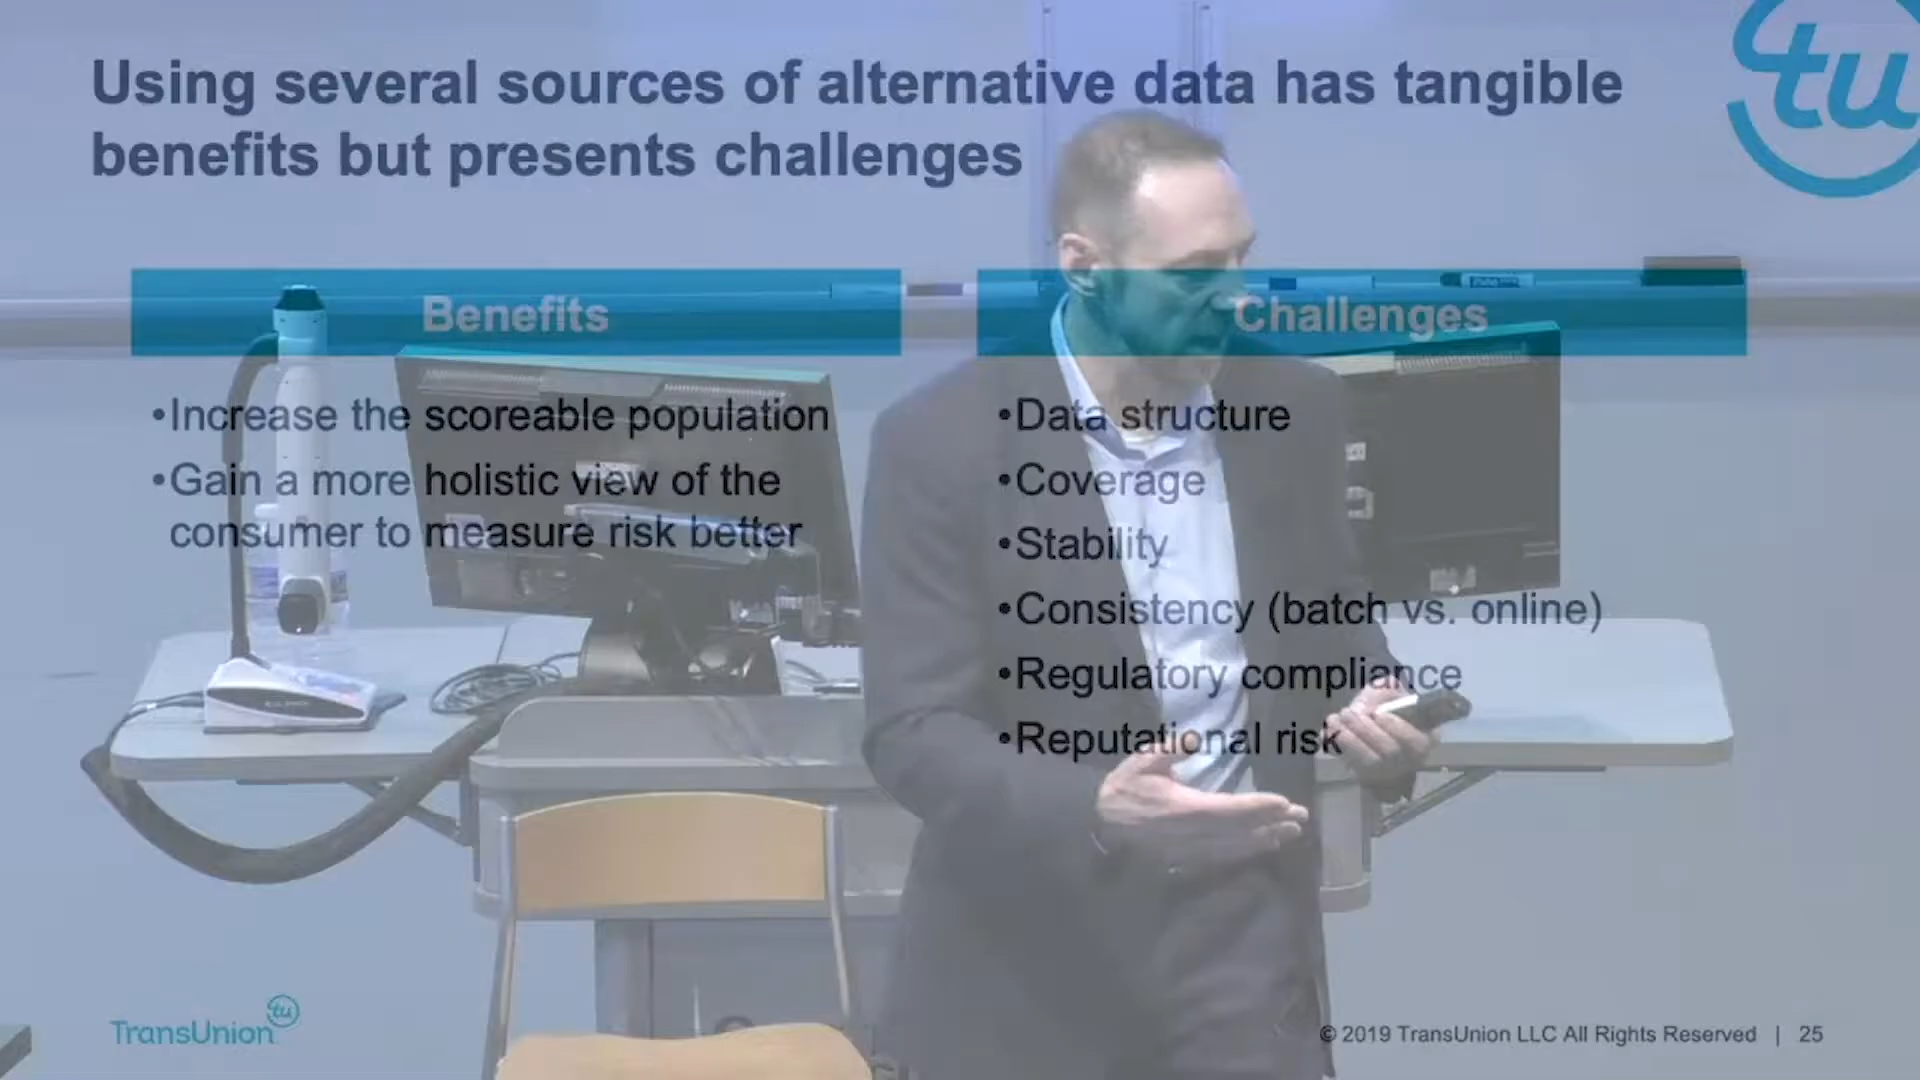 Using several sources of alternative data has tangible
benefits but presents challenges
tu
Benefits
Challenges
•Increase the scoreable population
•Gain a more holistic view of the
consumer to measure risk better
•Data structure
•Coverage
•Stability
•Consistency (batch vs. online)
•Regulatory compliance
•Reputational risk
TransUnion
tu
© 2019 TransUnion LLC All Rights Reserved | 25